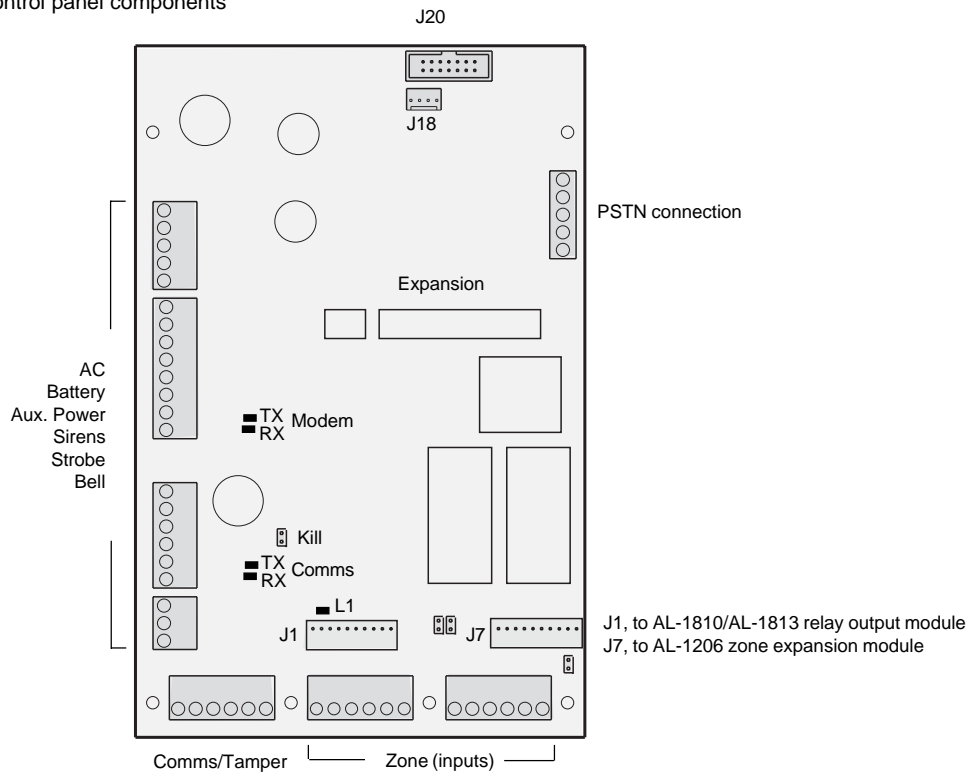 ontrol panel components
J20
J18
PSTN connection
Expansion
AC
Battery
Aux. Power
Sirens
Strobe
Bell
TX
RX
Modem
Kill
TX
RX
Comms
L1
J1
J7
J1, to AL-1810/AL-1813 relay output module
J7, to AL-1206 zone expansion module
Comms/Tamper
Zone (inputs)